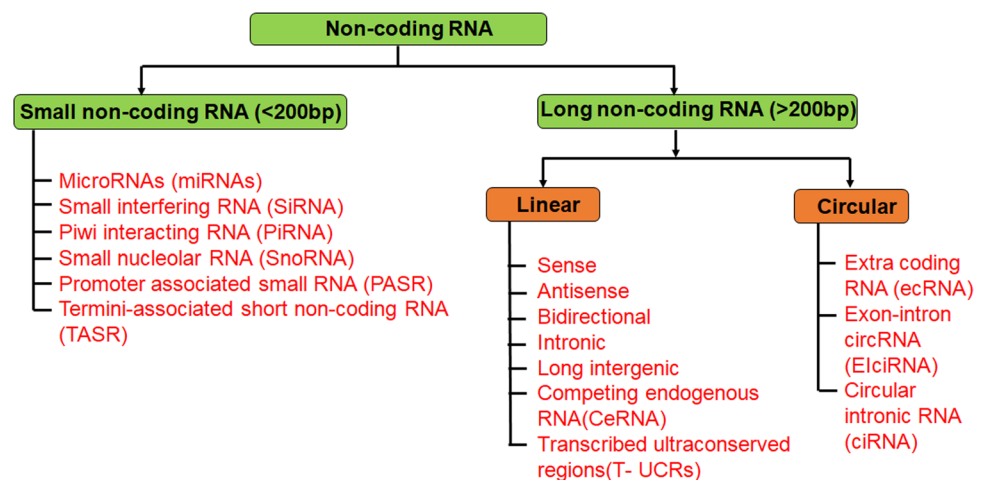 Non-coding RNA
Small non-coding RNA (<200bp)
MicroRNAs (miRNAs)
Small interfering RNA (SiRNA)
Piwi interacting RNA (PiRNA)
Small nucleolar RNA (SnoRNA)
Promoter associated small RNA (PASR)
Termini-associated short non-coding RNA
(TASR)
Long non-coding RNA (>200bp)
Linear
Sense
Antisense
Bidirectional
Intronic
Long intergenic
Competing endogenous
RNA(CeRNA)
Transcribed ultraconserved
regions(T- UCRs)
Circular
Extra coding
RNA (ecRNA)
Exon-intron
circRNA
(EIciRNA)
Circular
intronic RNA
(ciRNA)